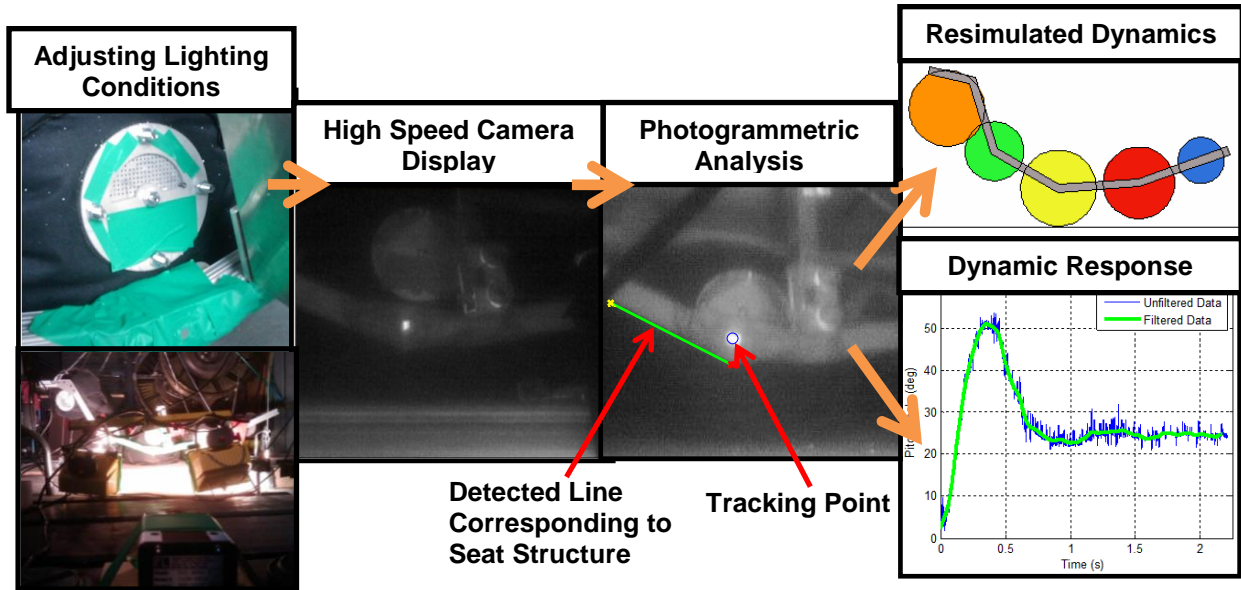 Adjusting Lighting
Conditions
High Speed Camera
Display
Photogrammetric
Analysis
Resimulated Dynamics
Dynamic Response
Unfiltered Data
Filtered Data
50
40
30
20
10
0
(deg)
0
0.5
1
1.5
2
Time (s)
Detected Line
Corresponding to
Seat Structure
Tracking Point